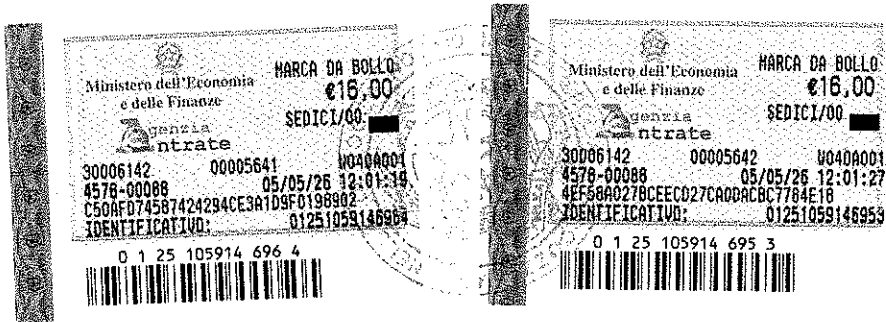 Ministero dell'Economia
e delle Finanze
MARCA DA BOLLO
€16,00
SEDICI/00
Agenzia
ntrate
30006142 00005641 W040A001
4578-00088 05/05/26 12:01:19
C50AFD74587424294CE3A1D9F0198902
IDENTIFICATIVO: 01251059146964
0 1 25 105914 696 4
Ministero dell'Economia
e delle Finanze
MARCA DA BOLLO
€16,00
SEDICI/00
Agenzia
ntrate
30006142 00005642 W040A001
4578-00088 05/05/26 12:01:27
IDENTIFICATIVO: 01251059146953
0 1 25 105914 695 3